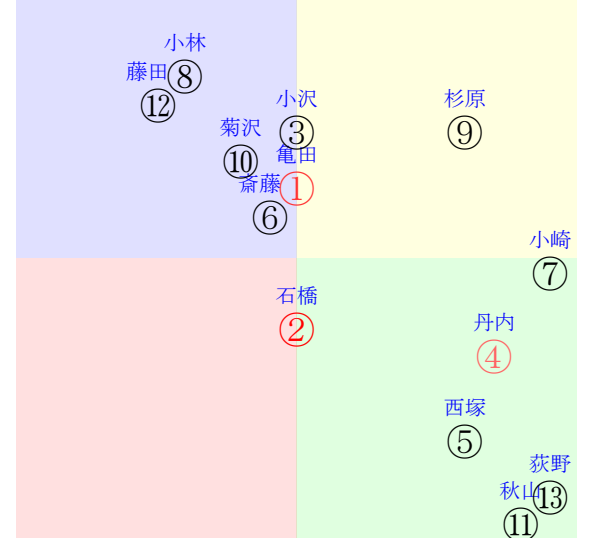 小林
⑧
藤田
⑫
小沢
③
杉原
⑨
菊沢
⑩
亀田
①
斎藤
⑥
小崎
⑦
石橋
②
丹内
④
西塚
⑤
荻野
⑬
秋山
⑪